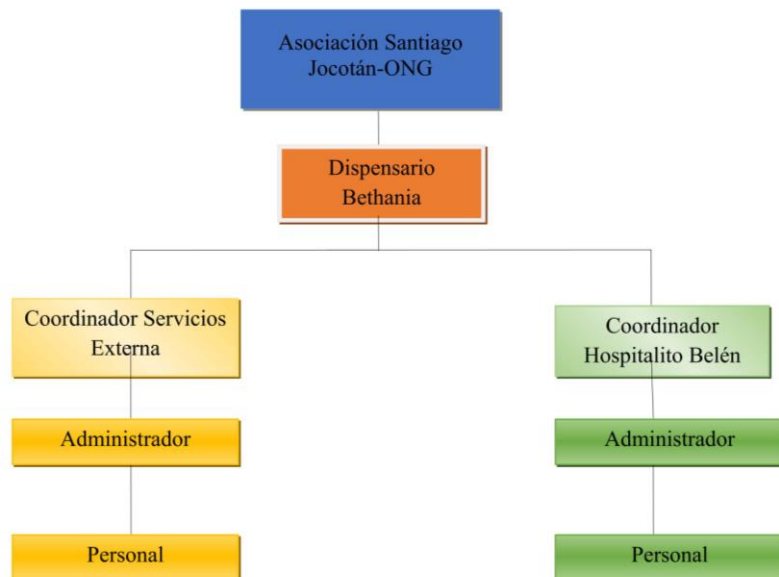 Asociación Santiago
Jocotán-ONG
Dispensario
Bethania
Coordinador Servicios
Externa
Coordinador
Hospitalito Belén
Administrador
Administrador
Personal
Personal